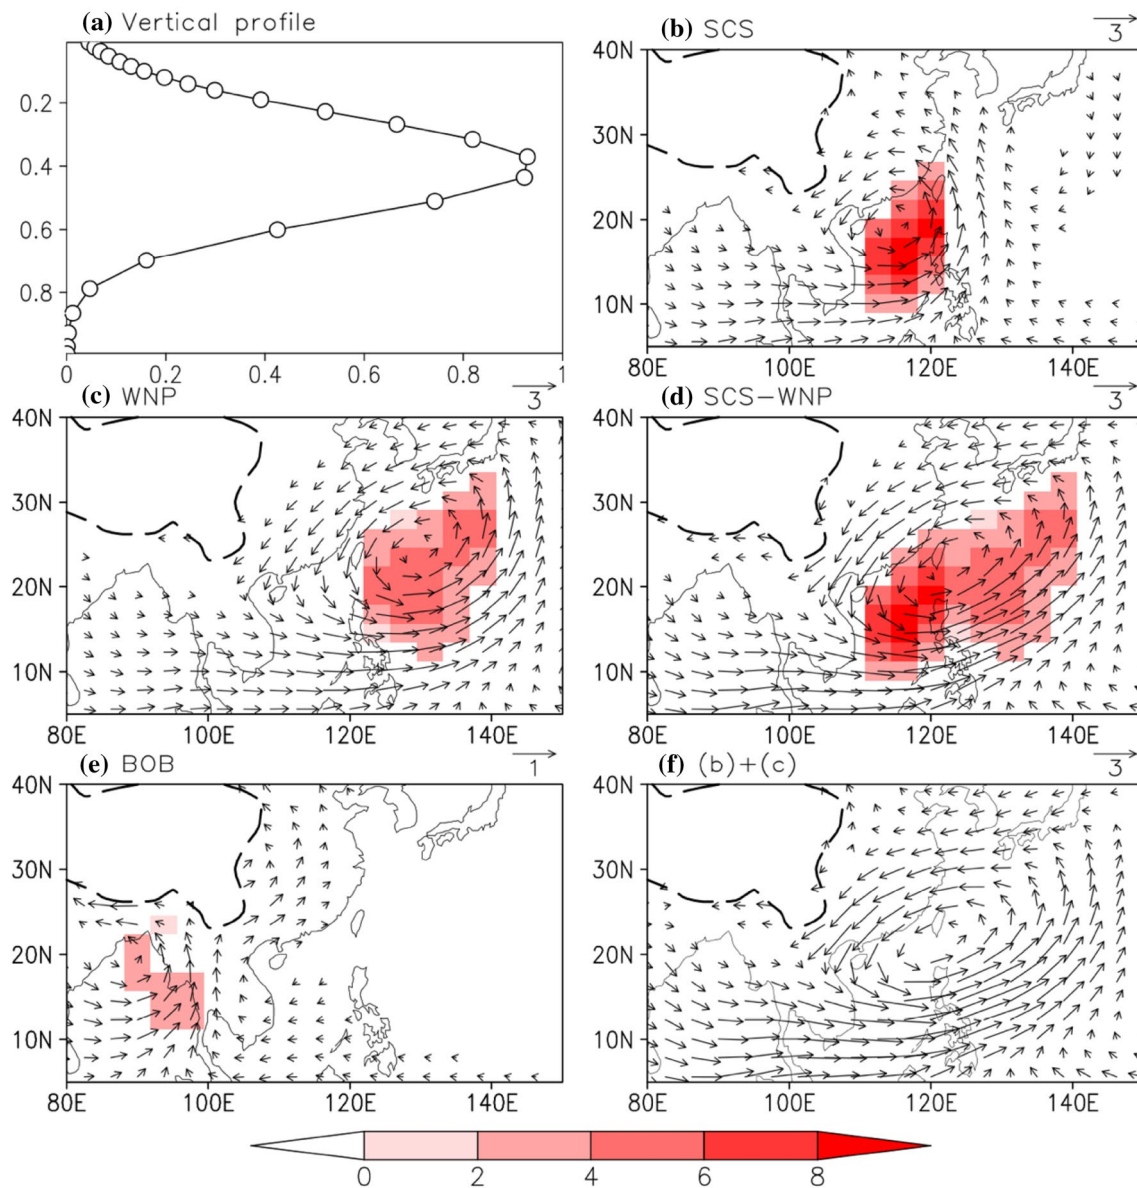 (a) Vertical profile
0.2
0.4
0.6
0.8
0 0.2 0.4 0.6 0.8 1
(b) SCS 3
40N
30N
20N
10N
80E 100E 120E 140E
(c) WNP 3
40N
30N
20N
10N
80E 100E 120E 140E
(d) SCS-WNP 3
40N
30N
20N
10N
80E 100E 120E 140E
(e) BOB 1
40N
30N
20N
10N
80E 100E 120E 140E
(f) (b)+(c) 3
40N
30N
20N
10N
80E 100E 120E 140E
0 2 4 6 8